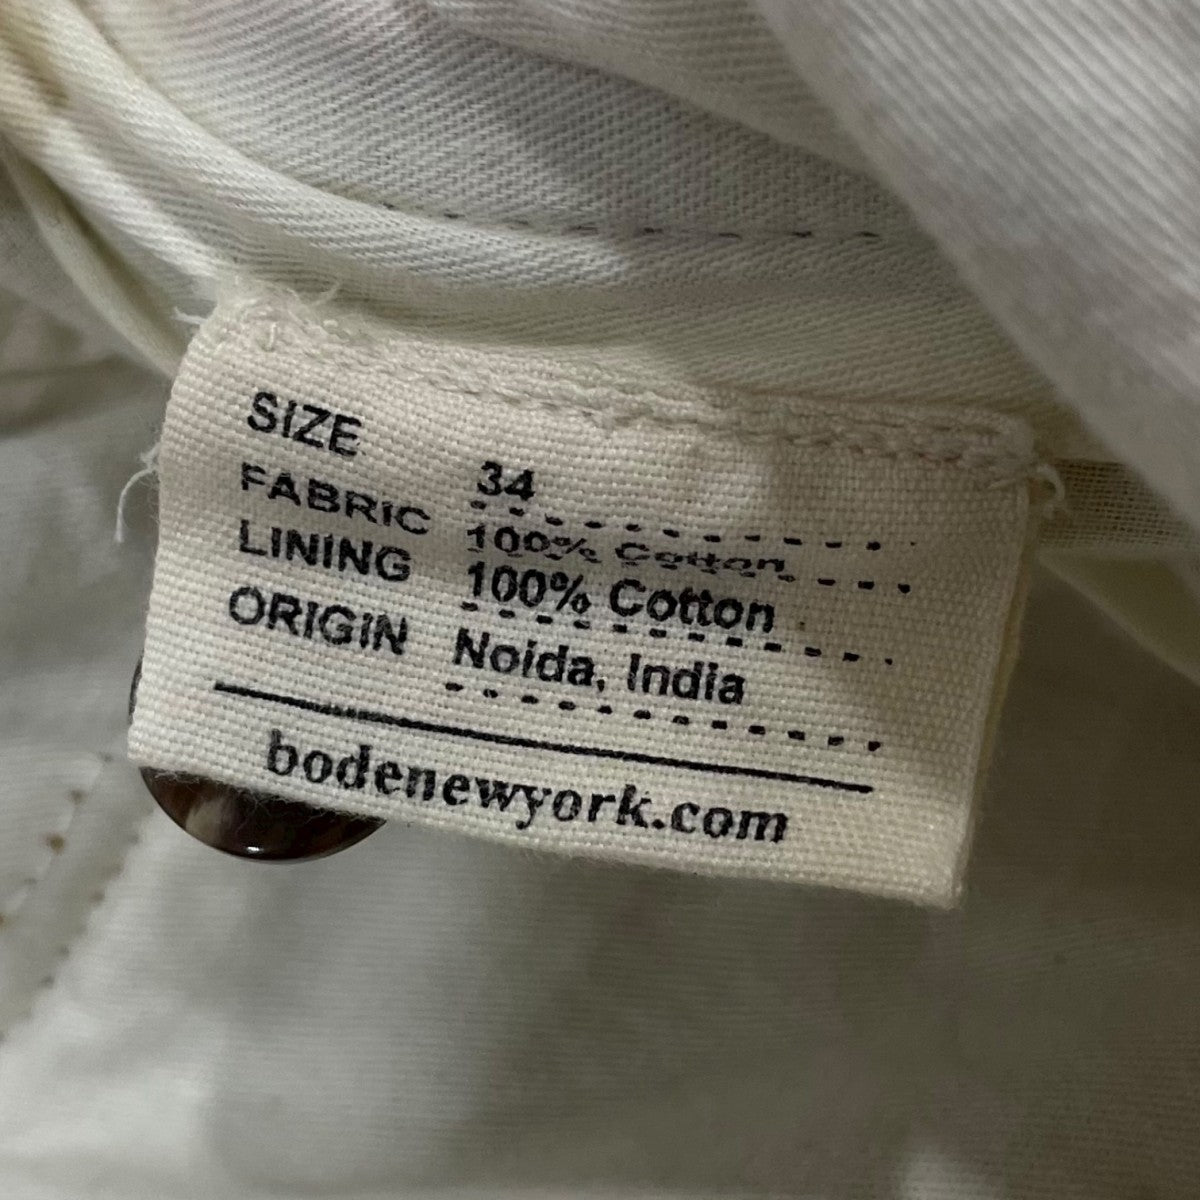 SIZE 34
FABRIC 100% Cotton
LINING 100% Cotton
ORIGIN Noida, India
bodenewyork.com